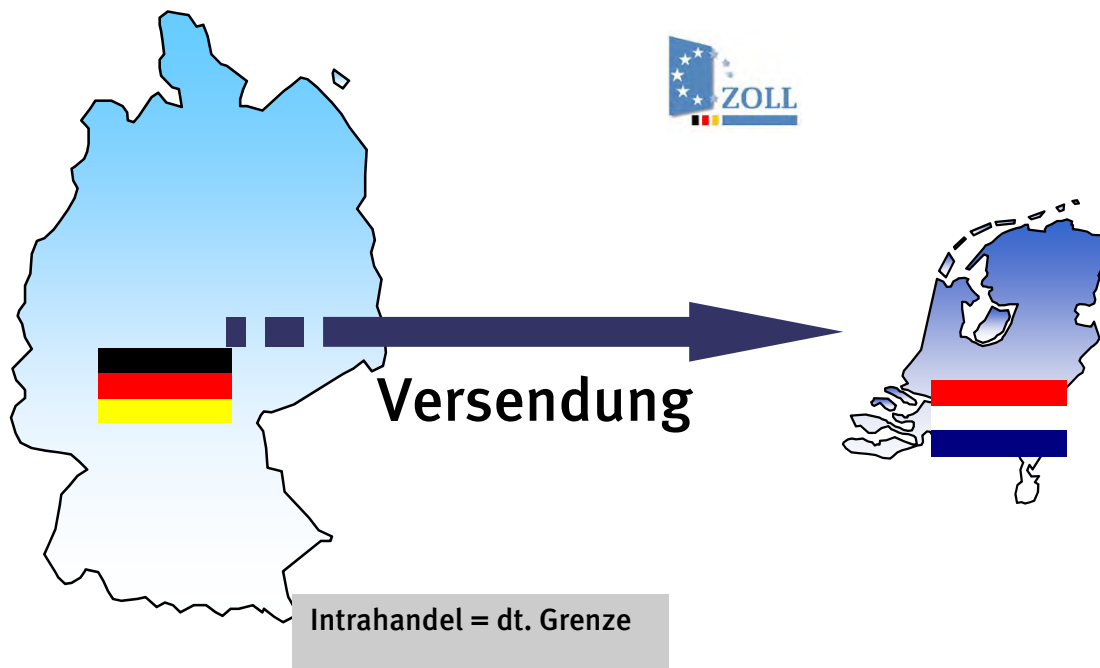 ZOLL
Versendung
Intrahandel = dt. Grenze